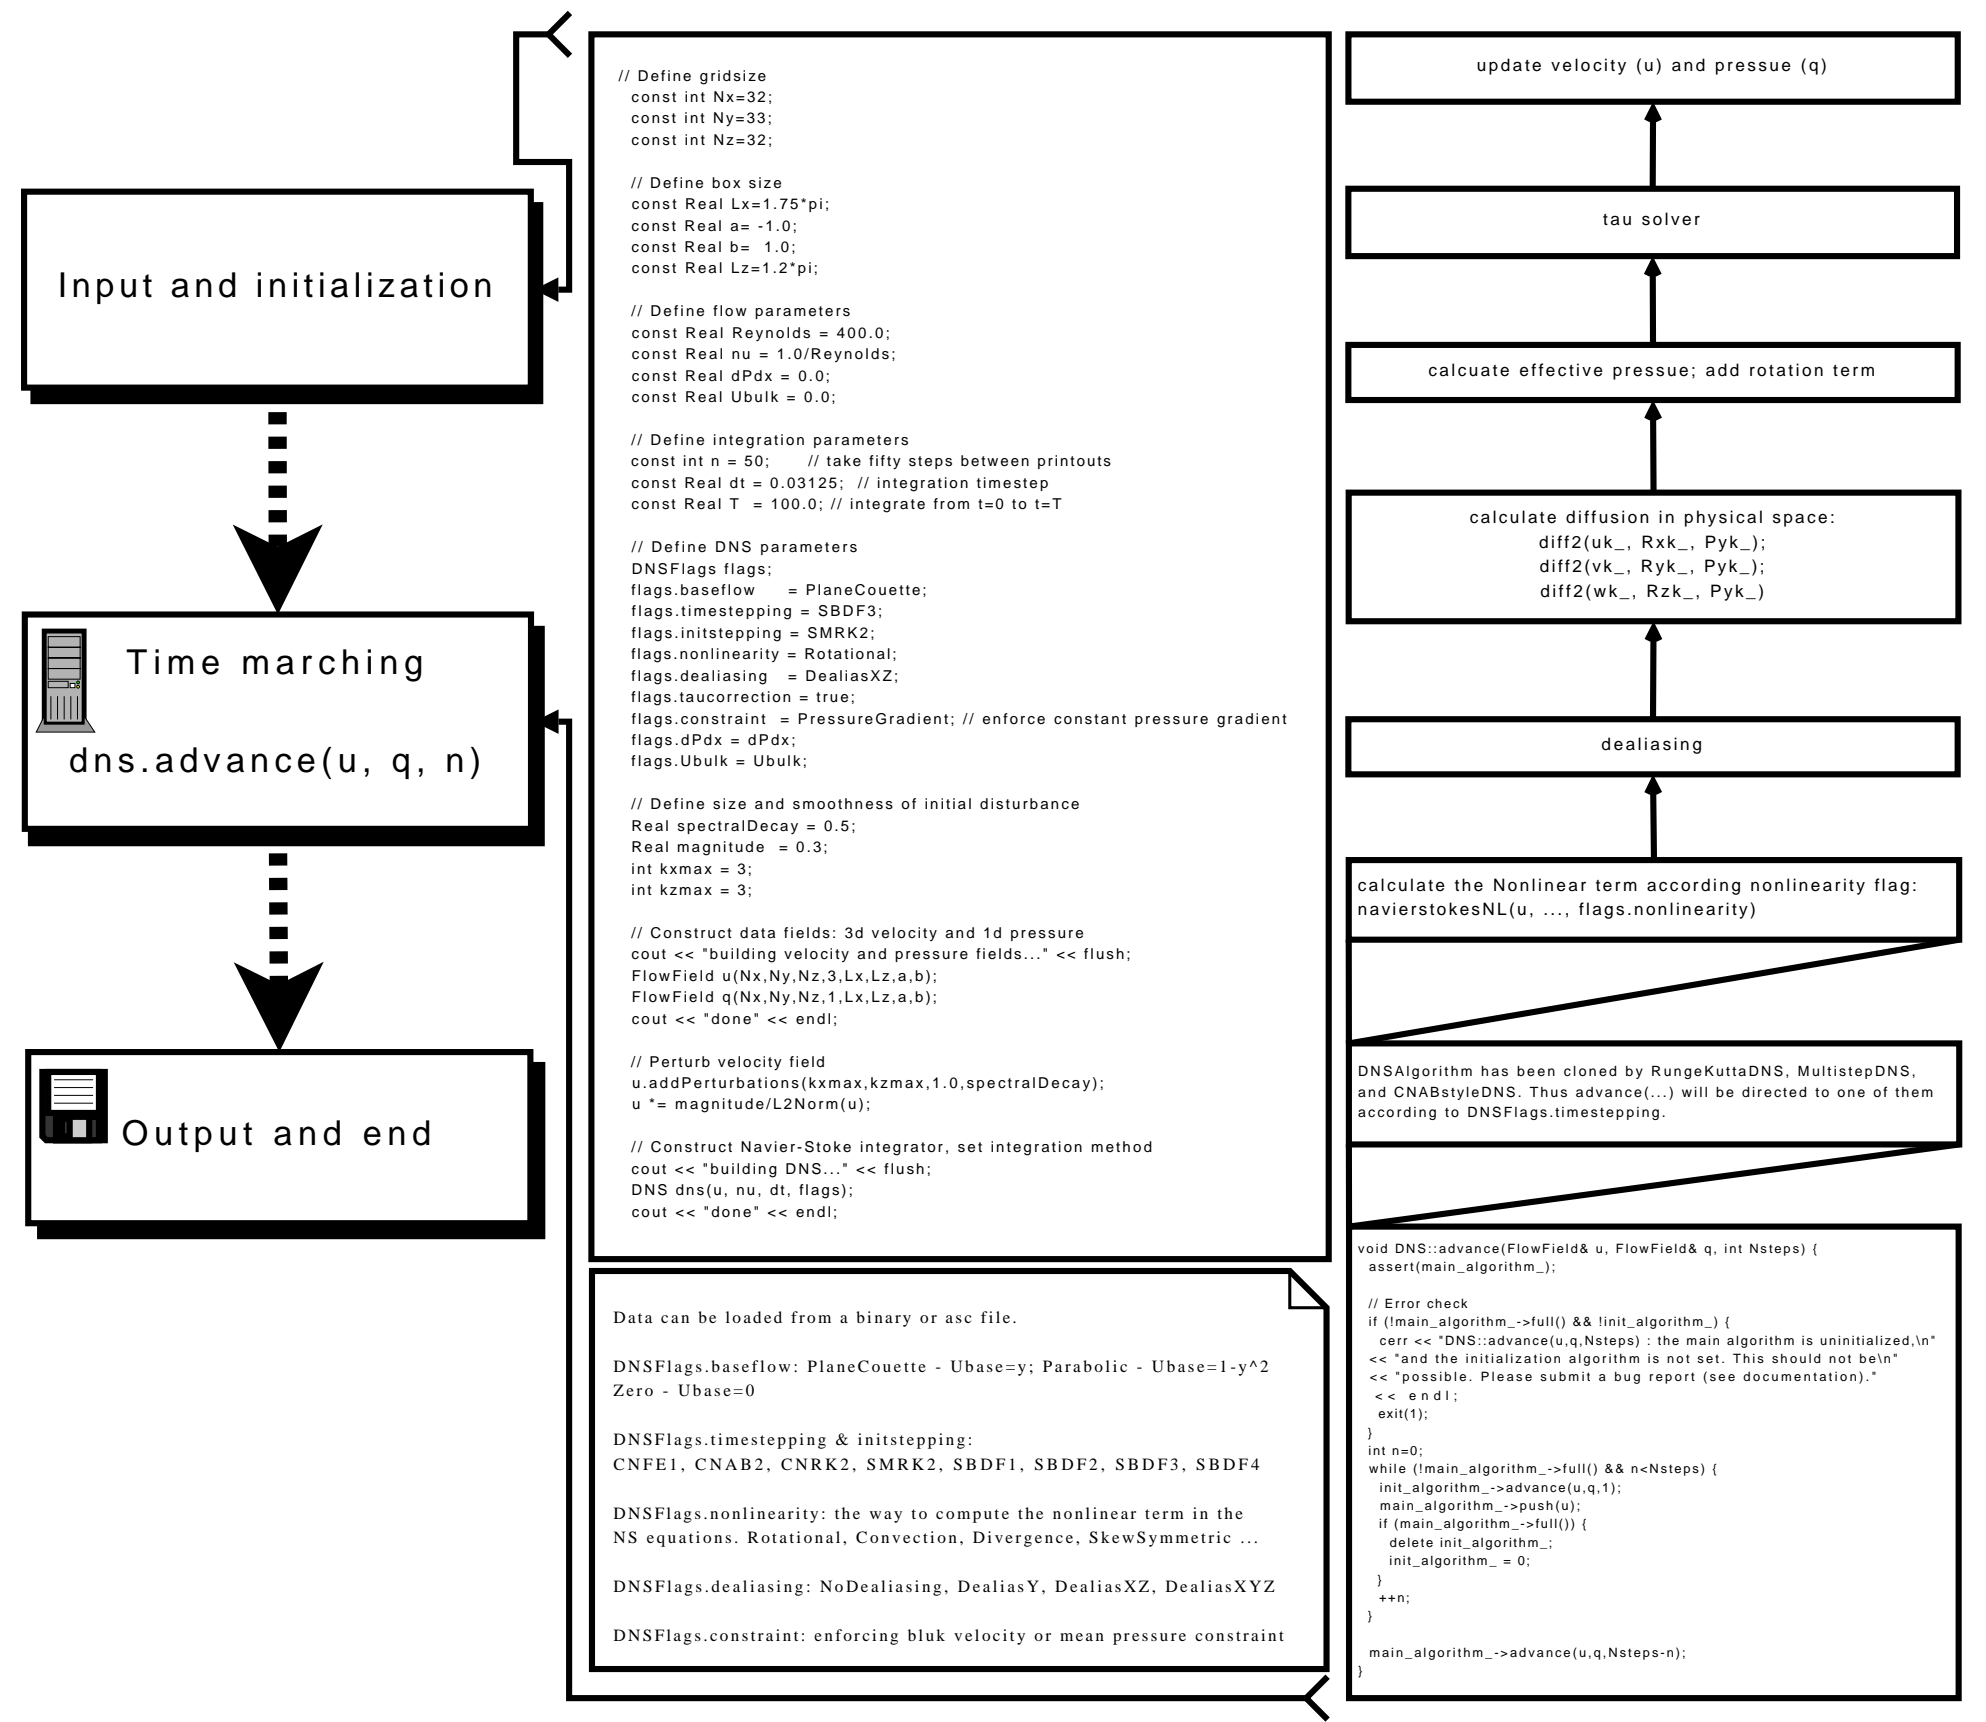 Input and initialization
Time marching
dns.advance(u, q, n)
Output and end
// Define gridsize
const int Nx=32;
const int Ny=33;
const int Nz=32;
// Define box size
const Real Lx=1.75*pi;
const Real a= -1.0;
const Real b=  1.0;
const Real Lz=1.2*pi;
// Define flow parameters
const Real Reynolds = 400.0;
const Real nu = 1.0/Reynolds;
const Real dPdx = 0.0;
const Real Ubulk = 0.0;
// Define integration parameters
const int n = 50;     // take fifty steps between printouts
const Real dt = 0.03125;  // integration timestep
const Real T  = 100.0; // integrate from t=0 to t=T
// Define DNS parameters
DNSFlags flags;
flags.baseflow    = PlaneCouette;
flags.timestepping = SBDF3;
flags.initstepping = SMRK2;
flags.nonlinearity = Rotational;
flags.dealiasing  = DealiasXZ;
flags.taucorrection = true;
flags.constraint  = PressureGradient; // enforce constant pressure gradient
flags.dPdx = dPdx;
flags.Ubulk = Ubulk;
// Define size and smoothness of initial disturbance
Real spectralDecay = 0.5;
Real magnitude  = 0.3;
int kxmax = 3;
int kzmax = 3;
// Construct data fields: 3d velocity and 1d pressure
cout << "building velocity and pressure fields..." << flush;
FlowField u(Nx,Ny,Nz,3,Lx,Lz,a,b);
FlowField q(Nx,Ny,Nz,1,Lx,Lz,a,b);
cout << "done" << endl;
// Perturb velocity field
u.addPerturbations(kxmax,kzmax,1.0,spectralDecay);
u *= magnitude/L2Norm(u);
// Construct Navier-Stoke integrator, set integration method
cout << "building DNS..." << flush;
DNS dns(u, nu, dt, flags);
cout << "done" << endl;
Data can be loaded from a binary or asc file.
DNSFlags.baseflow: PlaneCouette - Ubase=y; Parabolic - Ubase=1-y^2
Zero - Ubase=0
DNSFlags.timestepping & initstepping:
CNFE1, CNAB2, CNRK2, SMRK2, SBDF1, SBDF2, SBDF3, SBDF4
DNSFlags.nonlinearity: the way to compute the nonlinear term in the
NS equations. Rotational, Convection, Divergence, SkewSymmetric ...
DNSFlags.dealiasing: NoDealiasing, DealiasY, DealiasXZ, DealiasXYZ
DNSFlags.constraint: enforcing bluk velocity or mean pressure constraint
update velocity (u) and pressue (q)
tau solver
calcuate effective pressue; add rotation term
calculate diffusion in physical space:
diff2(uk_, Rxk_, Pyk_);
diff2(vk_, Ryk_, Pyk_);
diff2(wk_, Rzk_, Pyk_)
dealiasing
calculate the Nonlinear term according nonlinearity flag:
navierstokesNL(u, ..., flags.nonlinearity)
DNSAlgorithm has been cloned by RungeKuttaDNS, MultistepDNS,
and CNABstyleDNS. Thus advance(...) will be directed to one of them
according to DNSFlags.timestepping.
void DNS::advance(FlowField& u, FlowField& q, int Nsteps) {
assert(main_algorithm_);
// Error check
if (!main_algorithm_->full() && !init_algorithm_) {
cerr << "DNS::advance(u,q,Nsteps) : the main algorithm is uninitialized,\n"
<< "and the initialization algorithm is not set. This should not be\n"
<< "possible. Please submit a bug report (see documentation)."
<< endl;
exit(1);
}
int n=0;
while (!main_algorithm_->full() && n<Nsteps) {
init_algorithm_->advance(u,q,1);
main_algorithm_->push(u);
if (main_algorithm_->full()) {
delete init_algorithm_;
init_algorithm_ = 0;
}
++n;
}
main_algorithm_->advance(u,q,Nsteps-n);
}